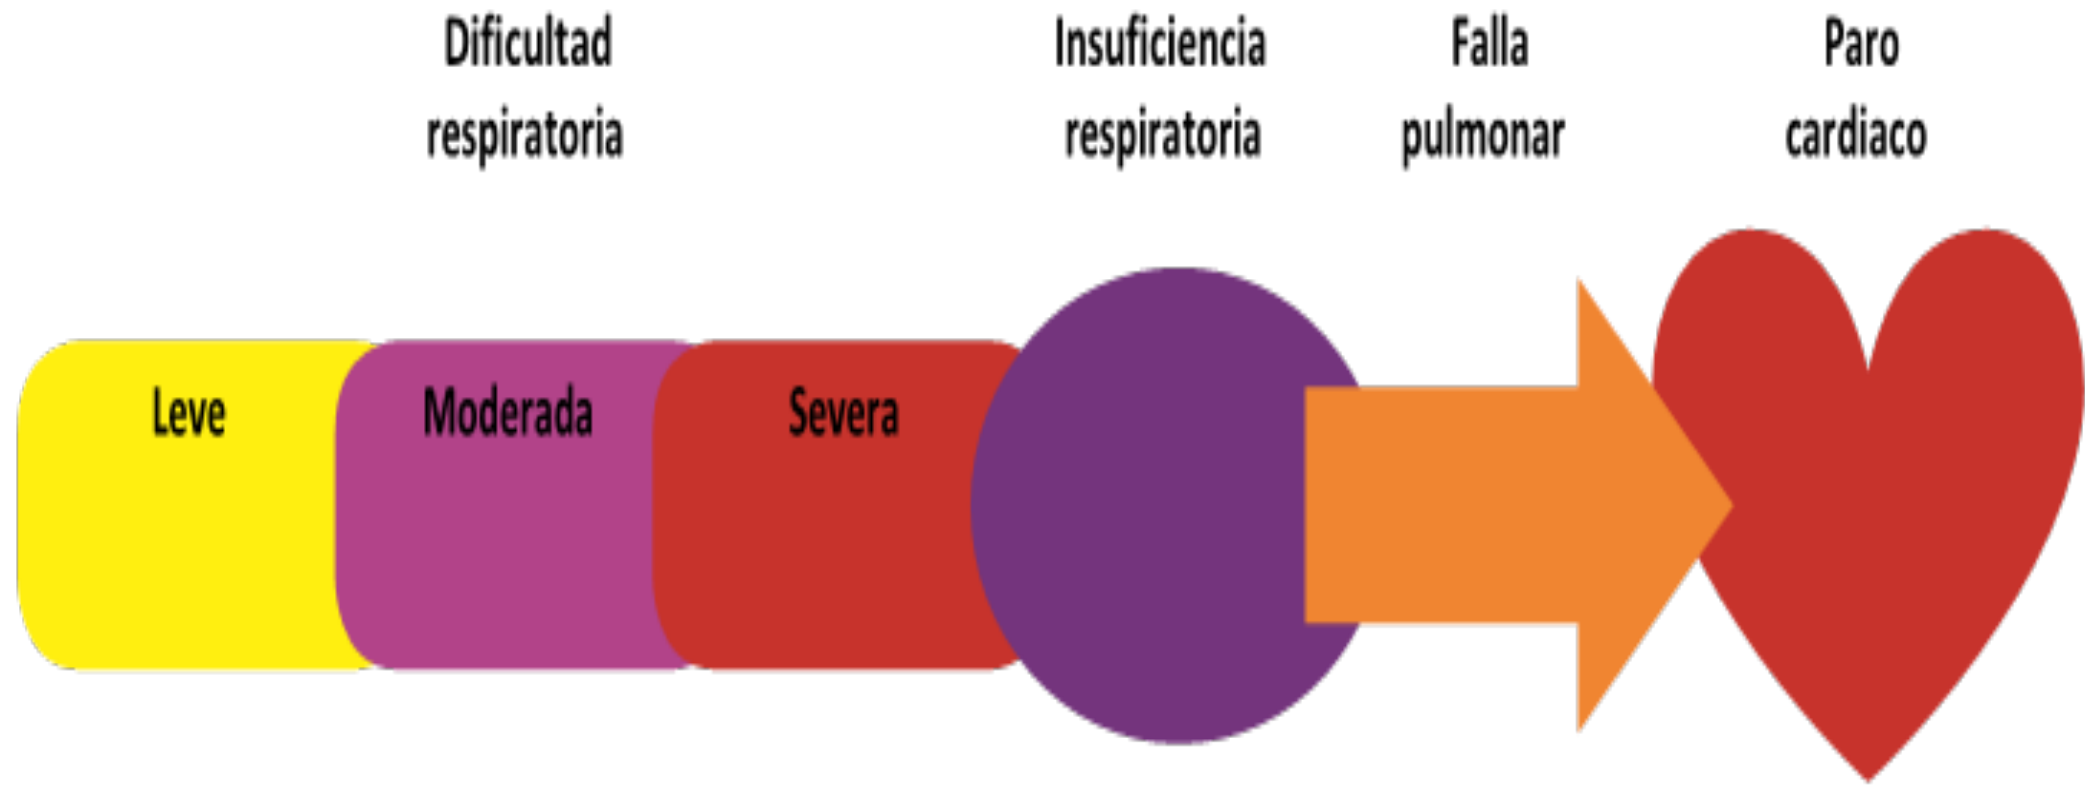 Dificultad
respiratoria
Insuficiencia
respiratoria
Falla
pulmonar
Paro
cardiaco
Leve
Moderada
Severa